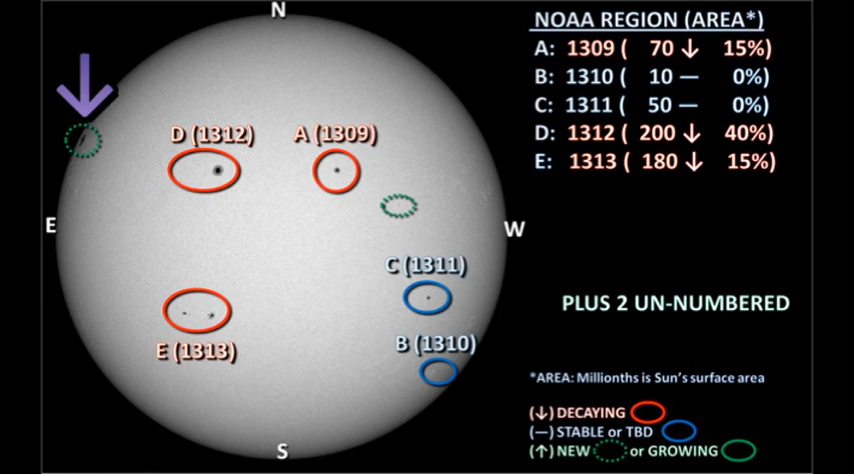 N
NOAA REGION (AREA*)
A: 1309 ( 70 ↓ 15%)
B: 1310 ( 10 — 0%)
C: 1311 ( 50 — 0%)
D: 1312 ( 200 ↓ 40%)
E: 1313 ( 180 ↓ 15%)
D (1312)
A (1309)
E
W
C (1311)
PLUS 2 UN-NUMBERED
B (1310)
E (1313)
*AREA: Millionths is Sun's surface area
(↓) DECAYING
(—) STABLE or TBD
(↑) NEW or GROWING
S